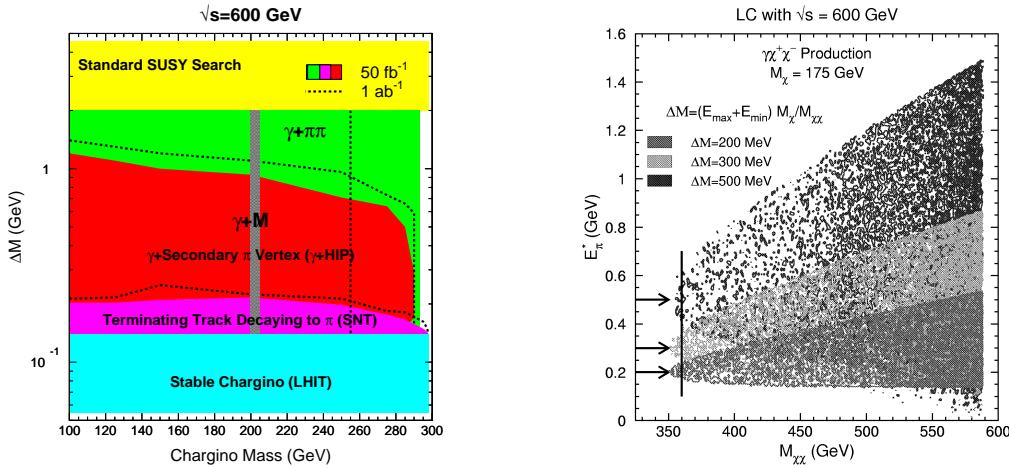 √s=600 GeV
Standard SUSY Search
50 fb⁻¹
1 ab⁻¹
γ+ππ
γ+M
γ+Secondary π Vertex (γ+HIP)
Terminating Track Decaying to π (SNT)
Stable Chargino (LHIT)
1
10⁻¹
ΔM (GeV)
100 120 140 160 180 200 220 240 260 280 300
Chargino Mass (GeV)
LC with √s = 600 GeV
γχ⁺χ⁻ Production
Mχ = 175 GeV
ΔM=(Emax+Emin) Mχ/Mχχ
ΔM=200 MeV
ΔM=300 MeV
ΔM=500 MeV
1.6
1.4
1.2
1
0.8
0.6
0.4
0.2
0
E*π (GeV)
350 400 450 500 550 600
Mχχ (GeV)